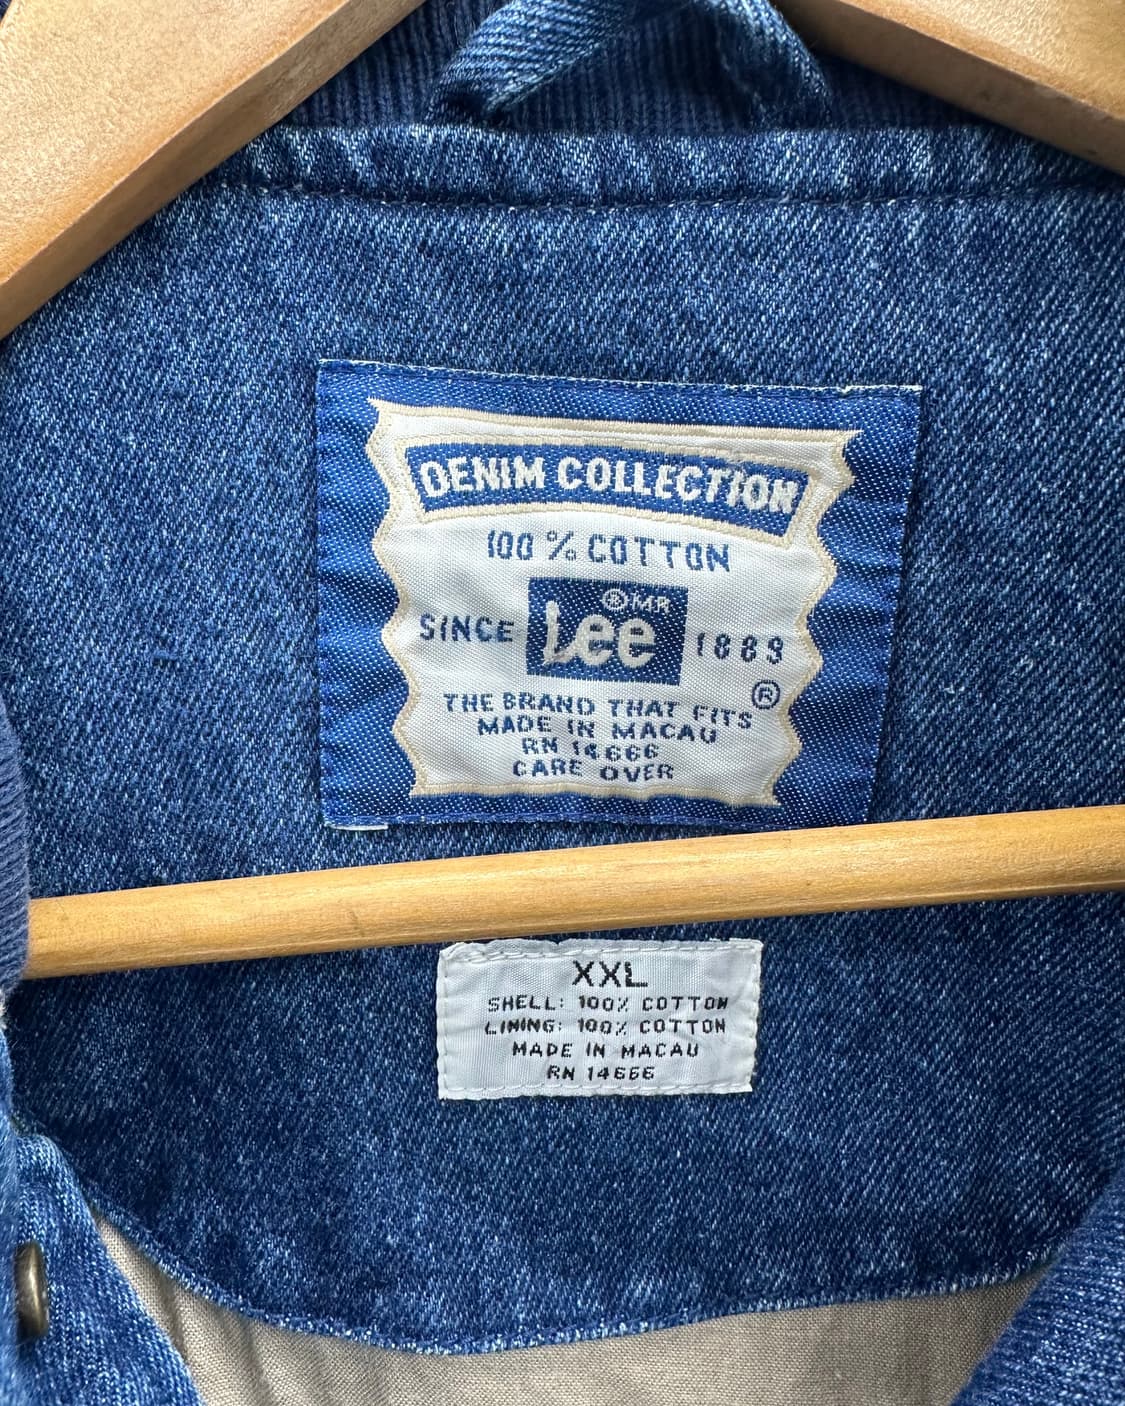 DENIM COLLECTION
100 % COTTON
® MR
SINCE Lee 1889
®
THE BRAND THAT FITS
MADE IN MACAU
RN 14666
CARE OVER
XXL
SHELL: 100% COTTON
LINING: 100% COTTON
MADE IN MACAU
RN 14666